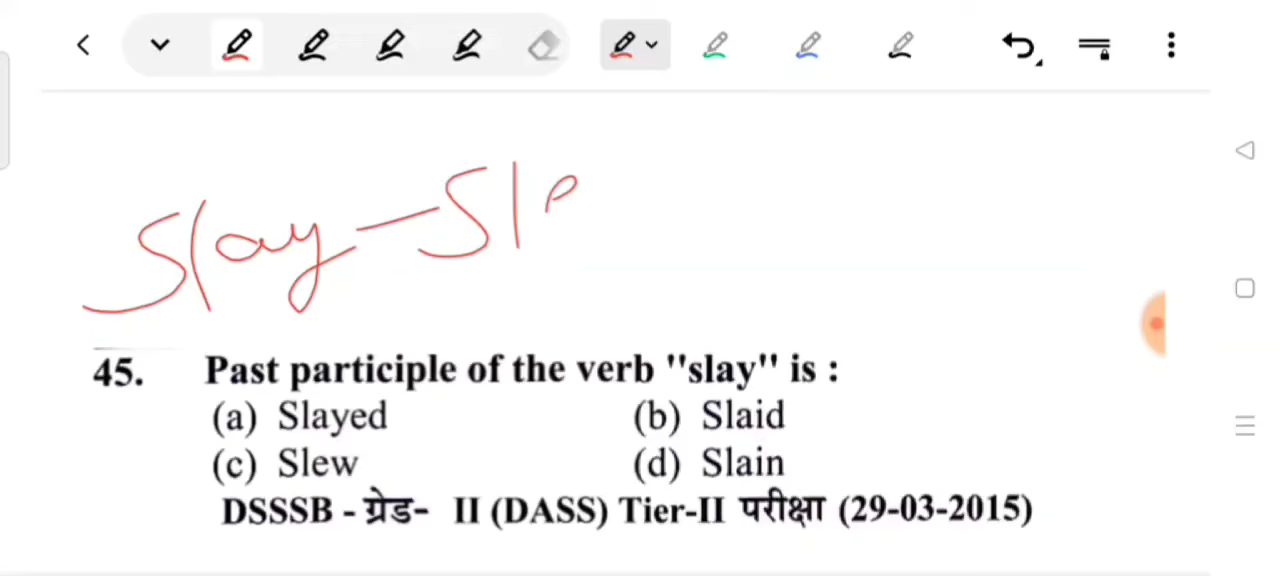 Slay - Sle
45. Past participle of the verb "slay" is :
(a) Slayed (b) Slaid
(c) Slew (d) Slain
DSSSB - ग्रेड- II (DASS) Tier-II परीक्षा (29-03-2015)